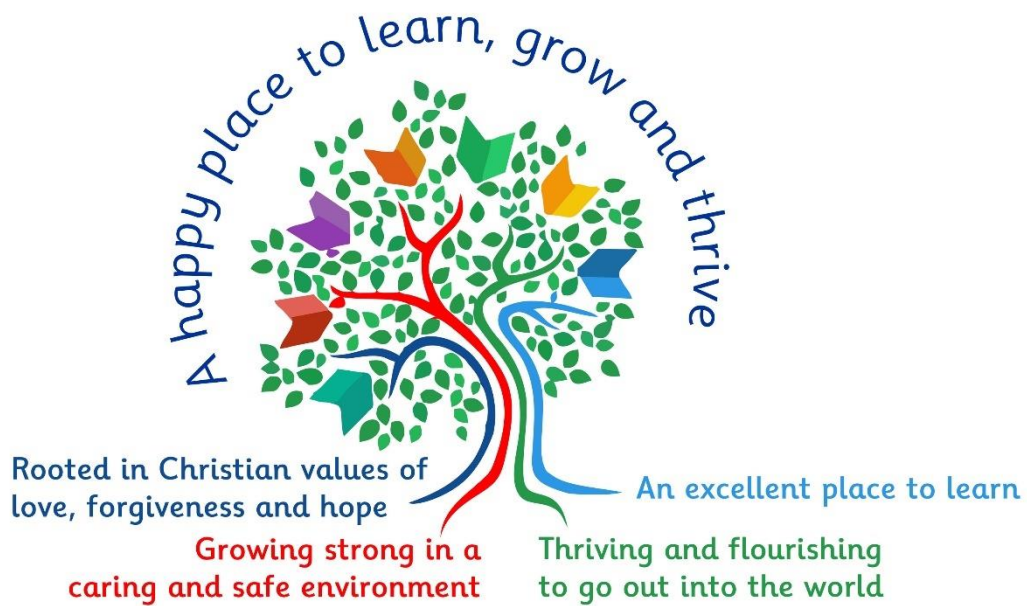 A happy place to learn, grow and thrive
Rooted in Christian values of
love, forgiveness and hope
An excellent place to learn
Growing strong in a
caring and safe environment
Thriving and flourishing
to go out into the world